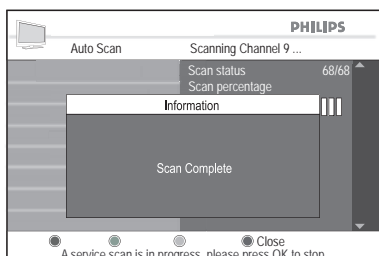 PHILIPS
Auto Scan
Scanning Channel 9 ...
Scan status 68/68
Scan percentage
Information
Scan Complete
Close
A service scan is in progress, please press OK to stop